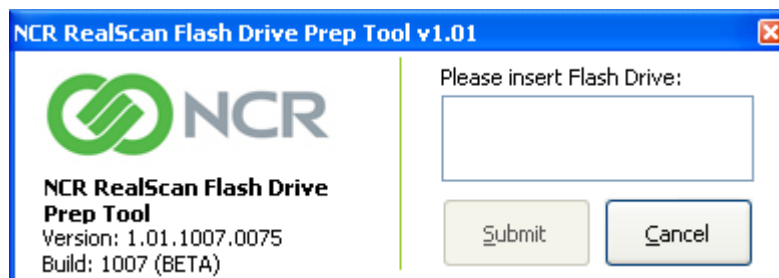 NCR RealScan Flash Drive Prep Tool v1.01
NCR
NCR RealScan Flash Drive
Prep Tool
Version: 1.01.1007.0075
Build: 1007 (BETA)
Please insert Flash Drive:
Submit
Cancel